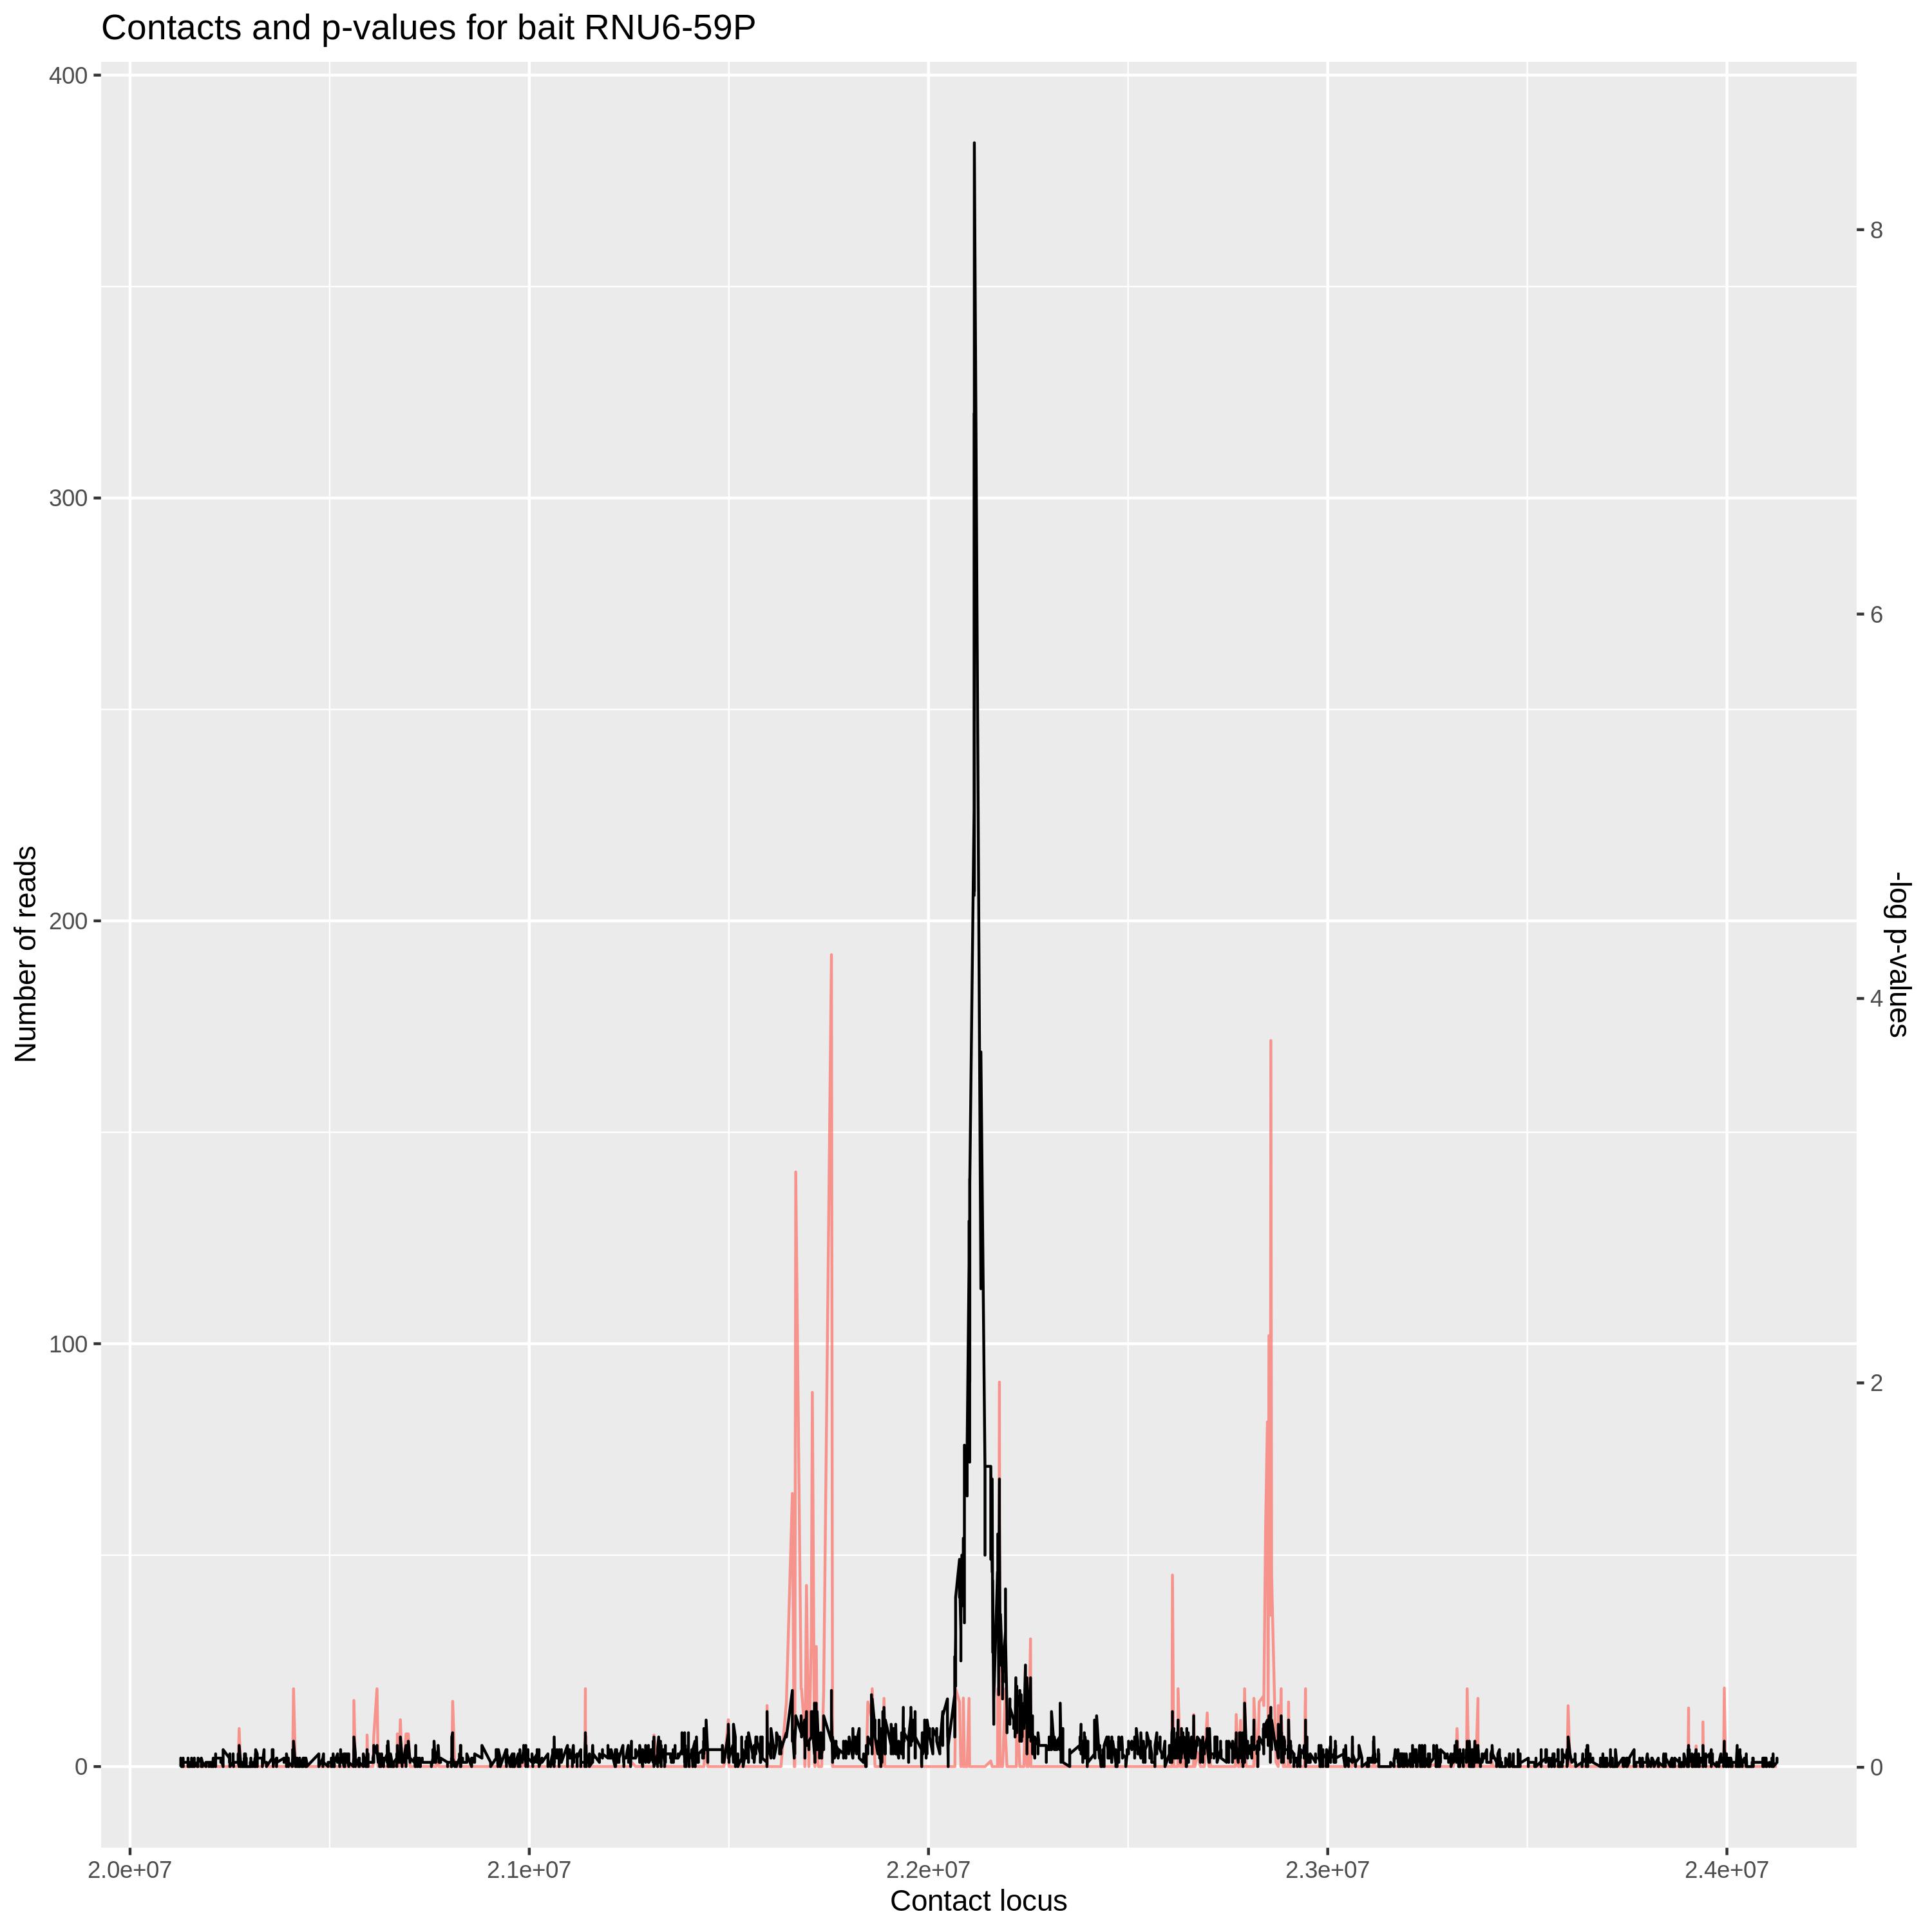 Contacts and p-values for bait RNU6-59P
400
300
200
100
0
Number of reads
8
6
4
2
0
-log p-values
2.0e+07
2.1e+07
2.2e+07
2.3e+07
2.4e+07
Contact locus